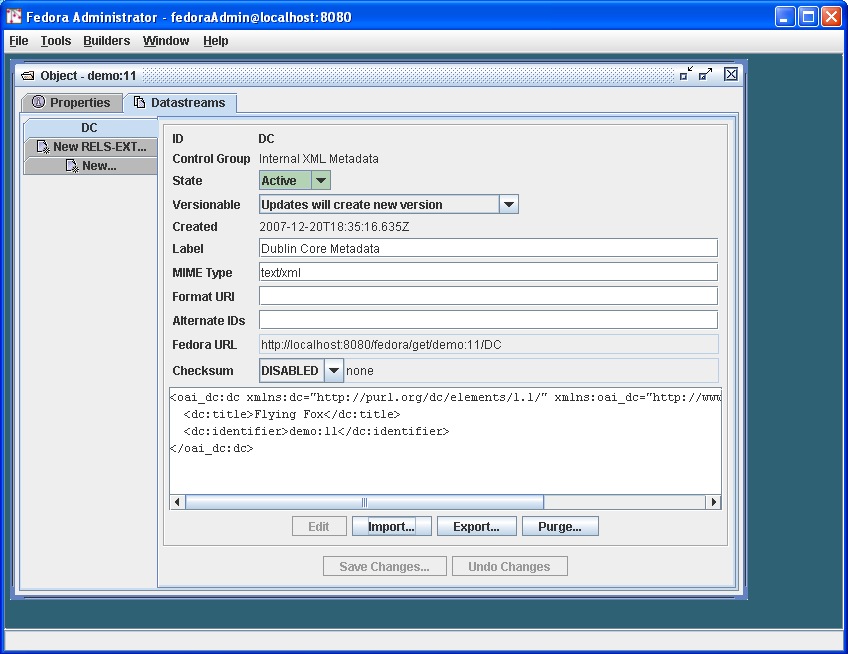 Fedora Administrator - fedoraAdmin@localhost:8080
File Tools Builders Window Help
Object - demo:11
Properties Datastreams
DC
New RELS-EXT...
New...
ID DC
Control Group Internal XML Metadata
State Active
Versionable Updates will create new version
Created 2007-12-20T18:35:16.635Z
Label Dublin Core Metadata
MIME Type text/xml
Format URI
Alternate IDs
Fedora URL http://localhost:8080/fedora/get/demo:11/DC
Checksum DISABLED none
<oai_dc:dc xmlns:dc="http://purl.org/dc/elements/1.1/" xmlns:oai_dc="http://www
<dc:title>Flying Fox</dc:title>
<dc:identifier>demo:11</dc:identifier>
</oai_dc:dc>
Edit Import... Export... Purge...
Save Changes... Undo Changes